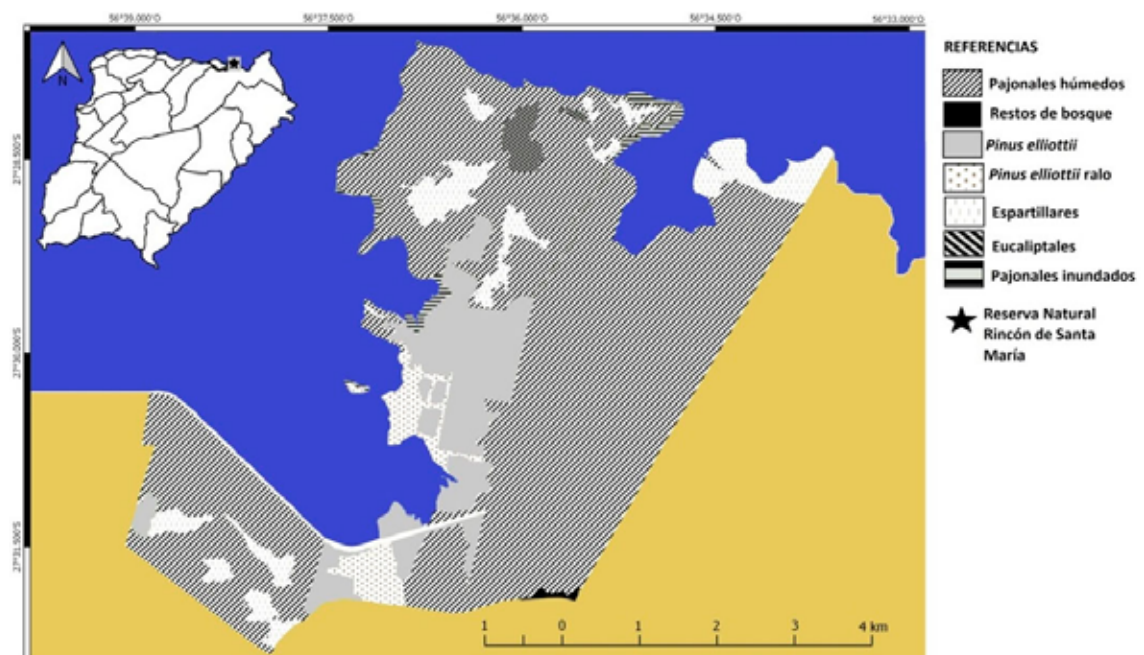 56°39.000'O 56°37.500'O 56°36.000'O 56°34.500'O 56°33.000'O
N
27°28.500'S
27°30.000'S
27°31.500'S
REFERENCIAS
Pajonales húmedos
Restos de bosque
Pinus elliottii
Pinus elliottii ralo
Espartillares
Eucaliptales
Pajonales inundados
Reserva Natural
Rincón de Santa
María
1 0 1 2 3 4 km